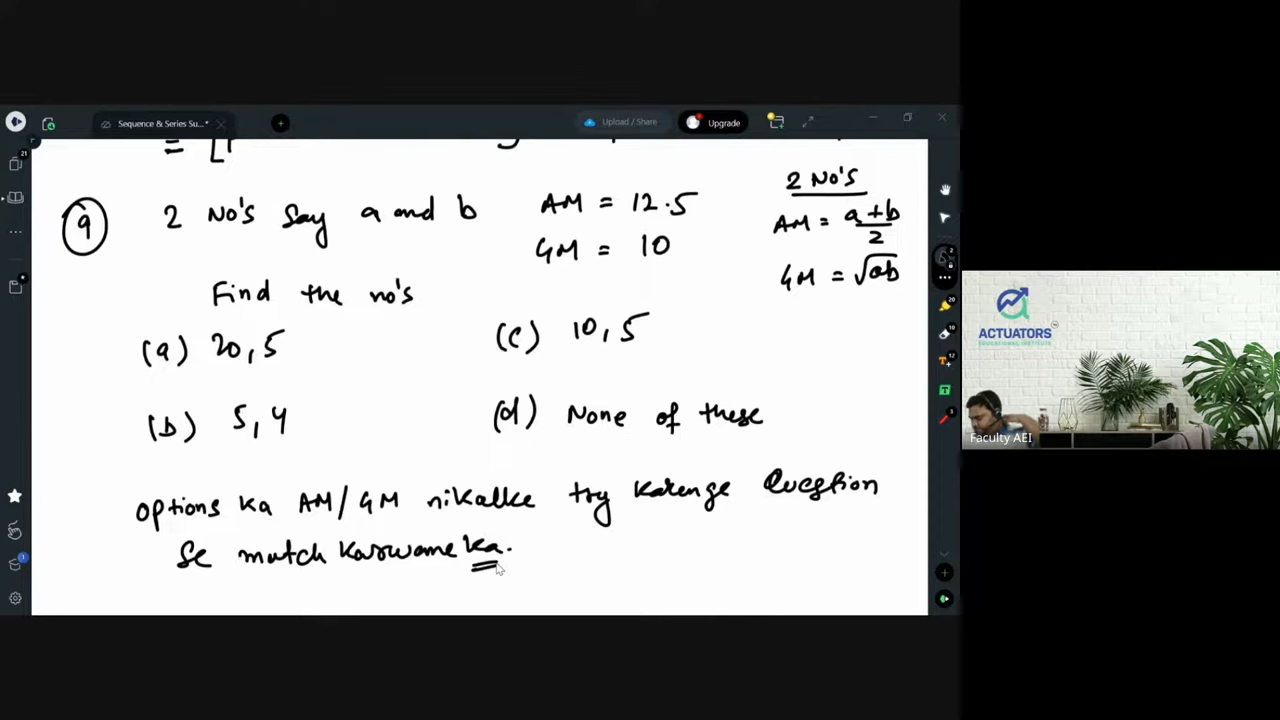 Sequence & Series Su...*
Upload / Share
Upgrade
9 2 No's say a and b
AM = 12.5
GM = 10
2 No's
AM = a+b/2
GM = √ab
Find the no's
(a) 20, 5
(c) 10, 5
(b) 5, 4
(d) None of these
options ka AM/GM nikalke try karenge Question
se match karwane ka.
ACTUATORS
EDUCATIONAL INSTITUTE
Faculty AEI